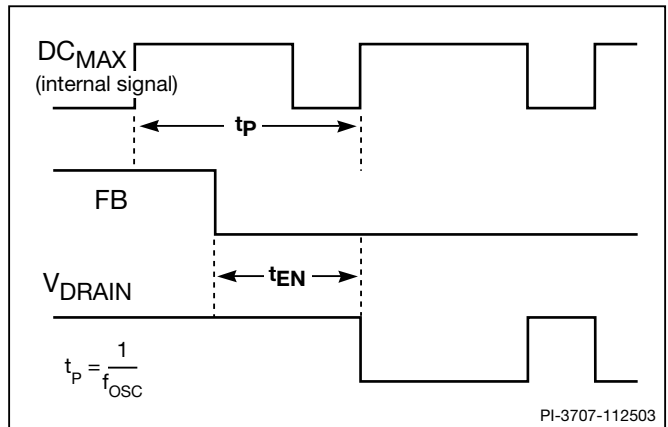 DCMAX
(internal signal)
tP
FB
tEN
VDRAIN
tP = 1/fOSC
PI-3707-112503